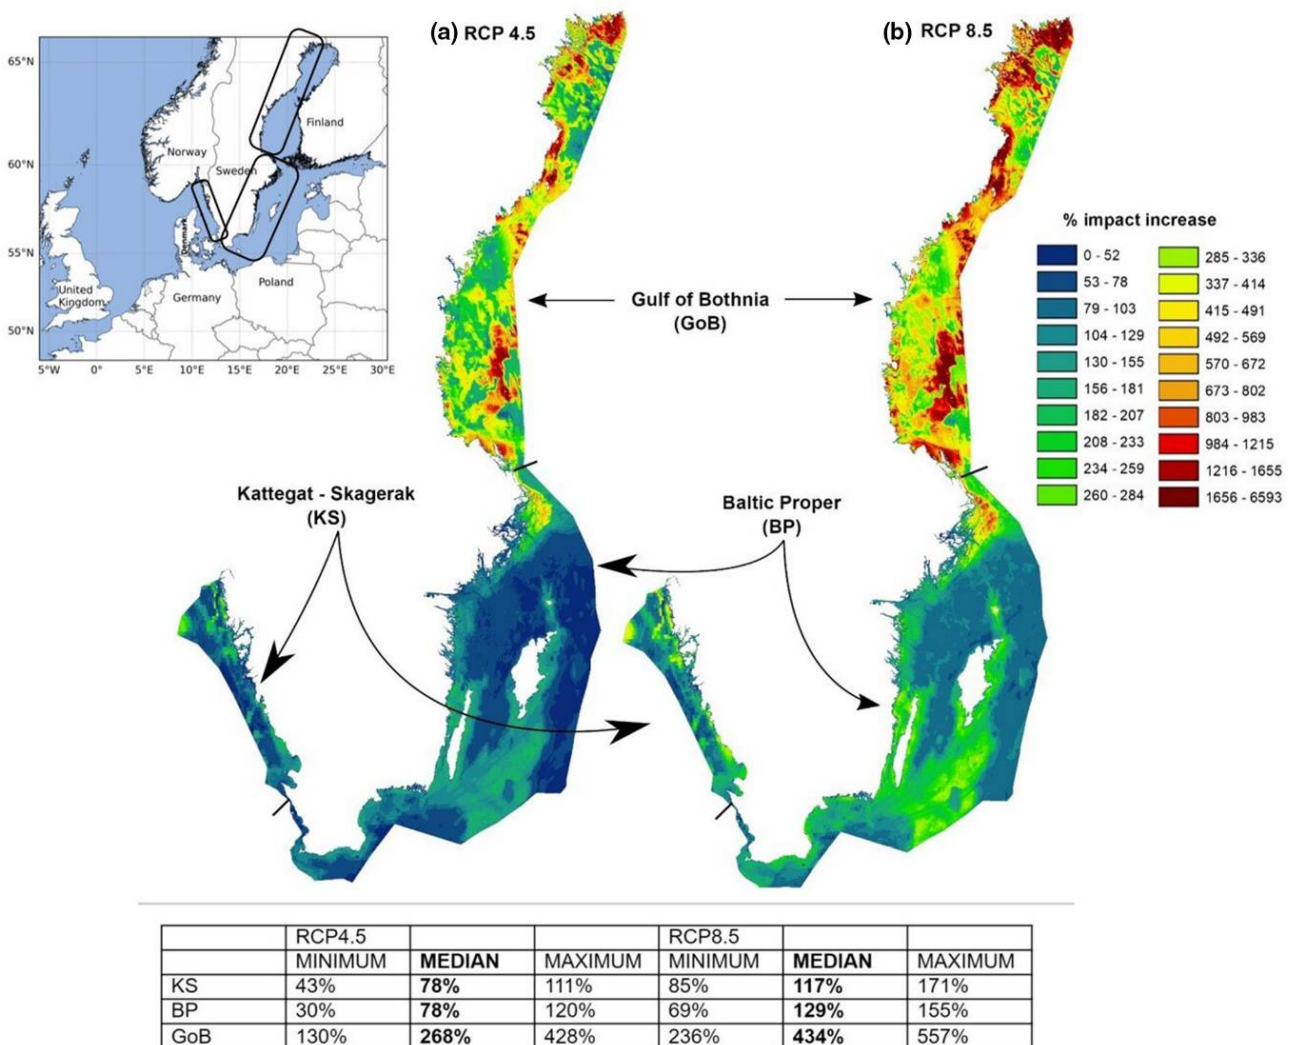 (a) RCP 4.5
(b) RCP 8.5
65°N
60°N
55°N
50°N
5°W 0° 5°E 10°E 15°E 20°E 25°E 30°E
Norway
Sweden
Finland
Denmark
United
Kingdom
Germany
Poland
% impact increase
0 - 52
53 - 78
79 - 103
104 - 129
130 - 155
156 - 181
182 - 207
208 - 233
234 - 259
260 - 284
285 - 336
337 - 414
415 - 491
492 - 569
570 - 672
673 - 802
803 - 983
984 - 1215
1216 - 1655
1656 - 6593
Gulf of Bothnia
(GoB)
Kattegat - Skagerak
(KS)
Baltic Proper
(BP)
RCP4.5 RCP8.5
MINIMUM MEDIAN MAXIMUM MINIMUM MEDIAN MAXIMUM
KS 43% 78% 111% 85% 117% 171%
BP 30% 78% 120% 69% 129% 155%
GoB 130% 268% 428% 236% 434% 557%